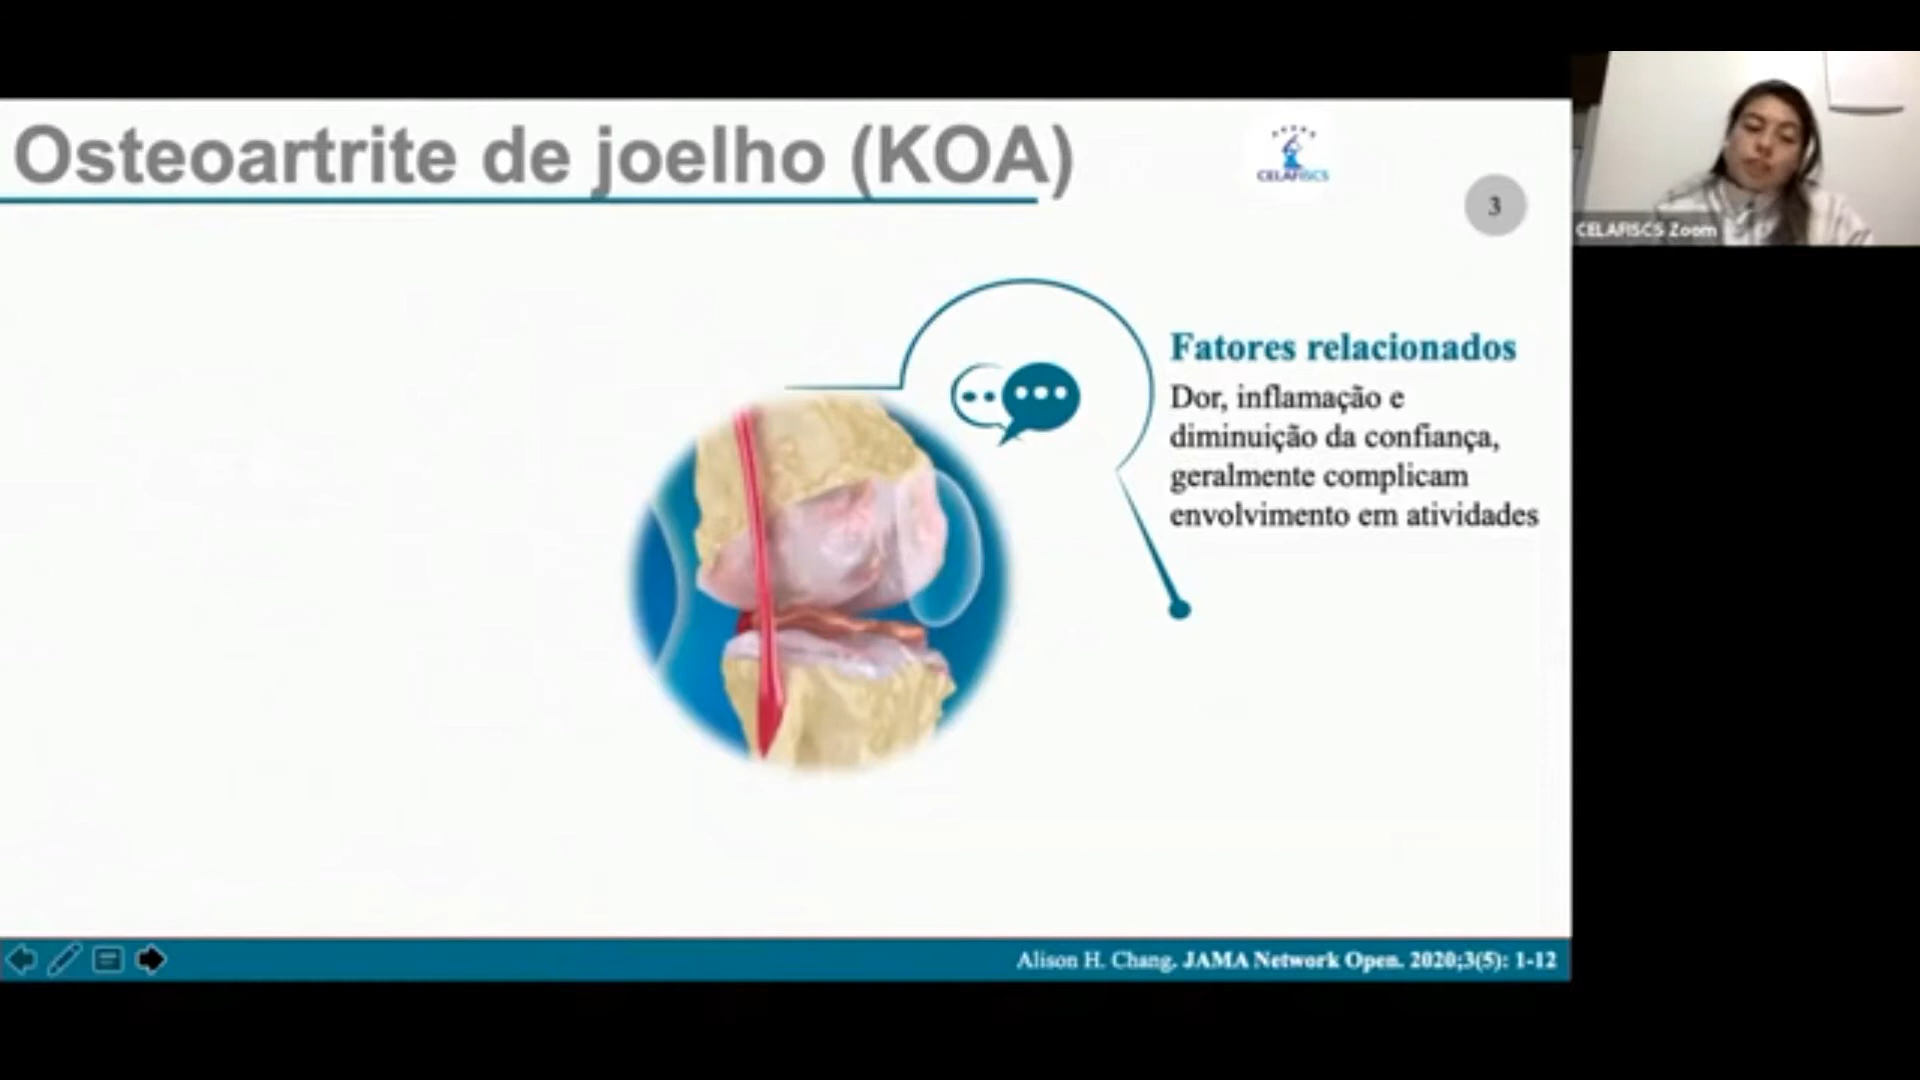 Osteoartrite de joelho (KOA)
CELAFISCS
3
CELAFISCS Zoom
Fatores relacionados
Dor, inflamação e
diminuição da confiança,
geralmente complicam
envolvimento em atividades
Alison H. Chang. JAMA Network Open. 2020;3(5): 1-12